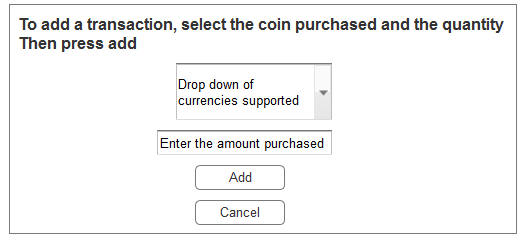 To add a transaction, select the coin purchased and the quantity
Then press add
Drop down of
currencies supported
Enter the amount purchased
Add
Cancel